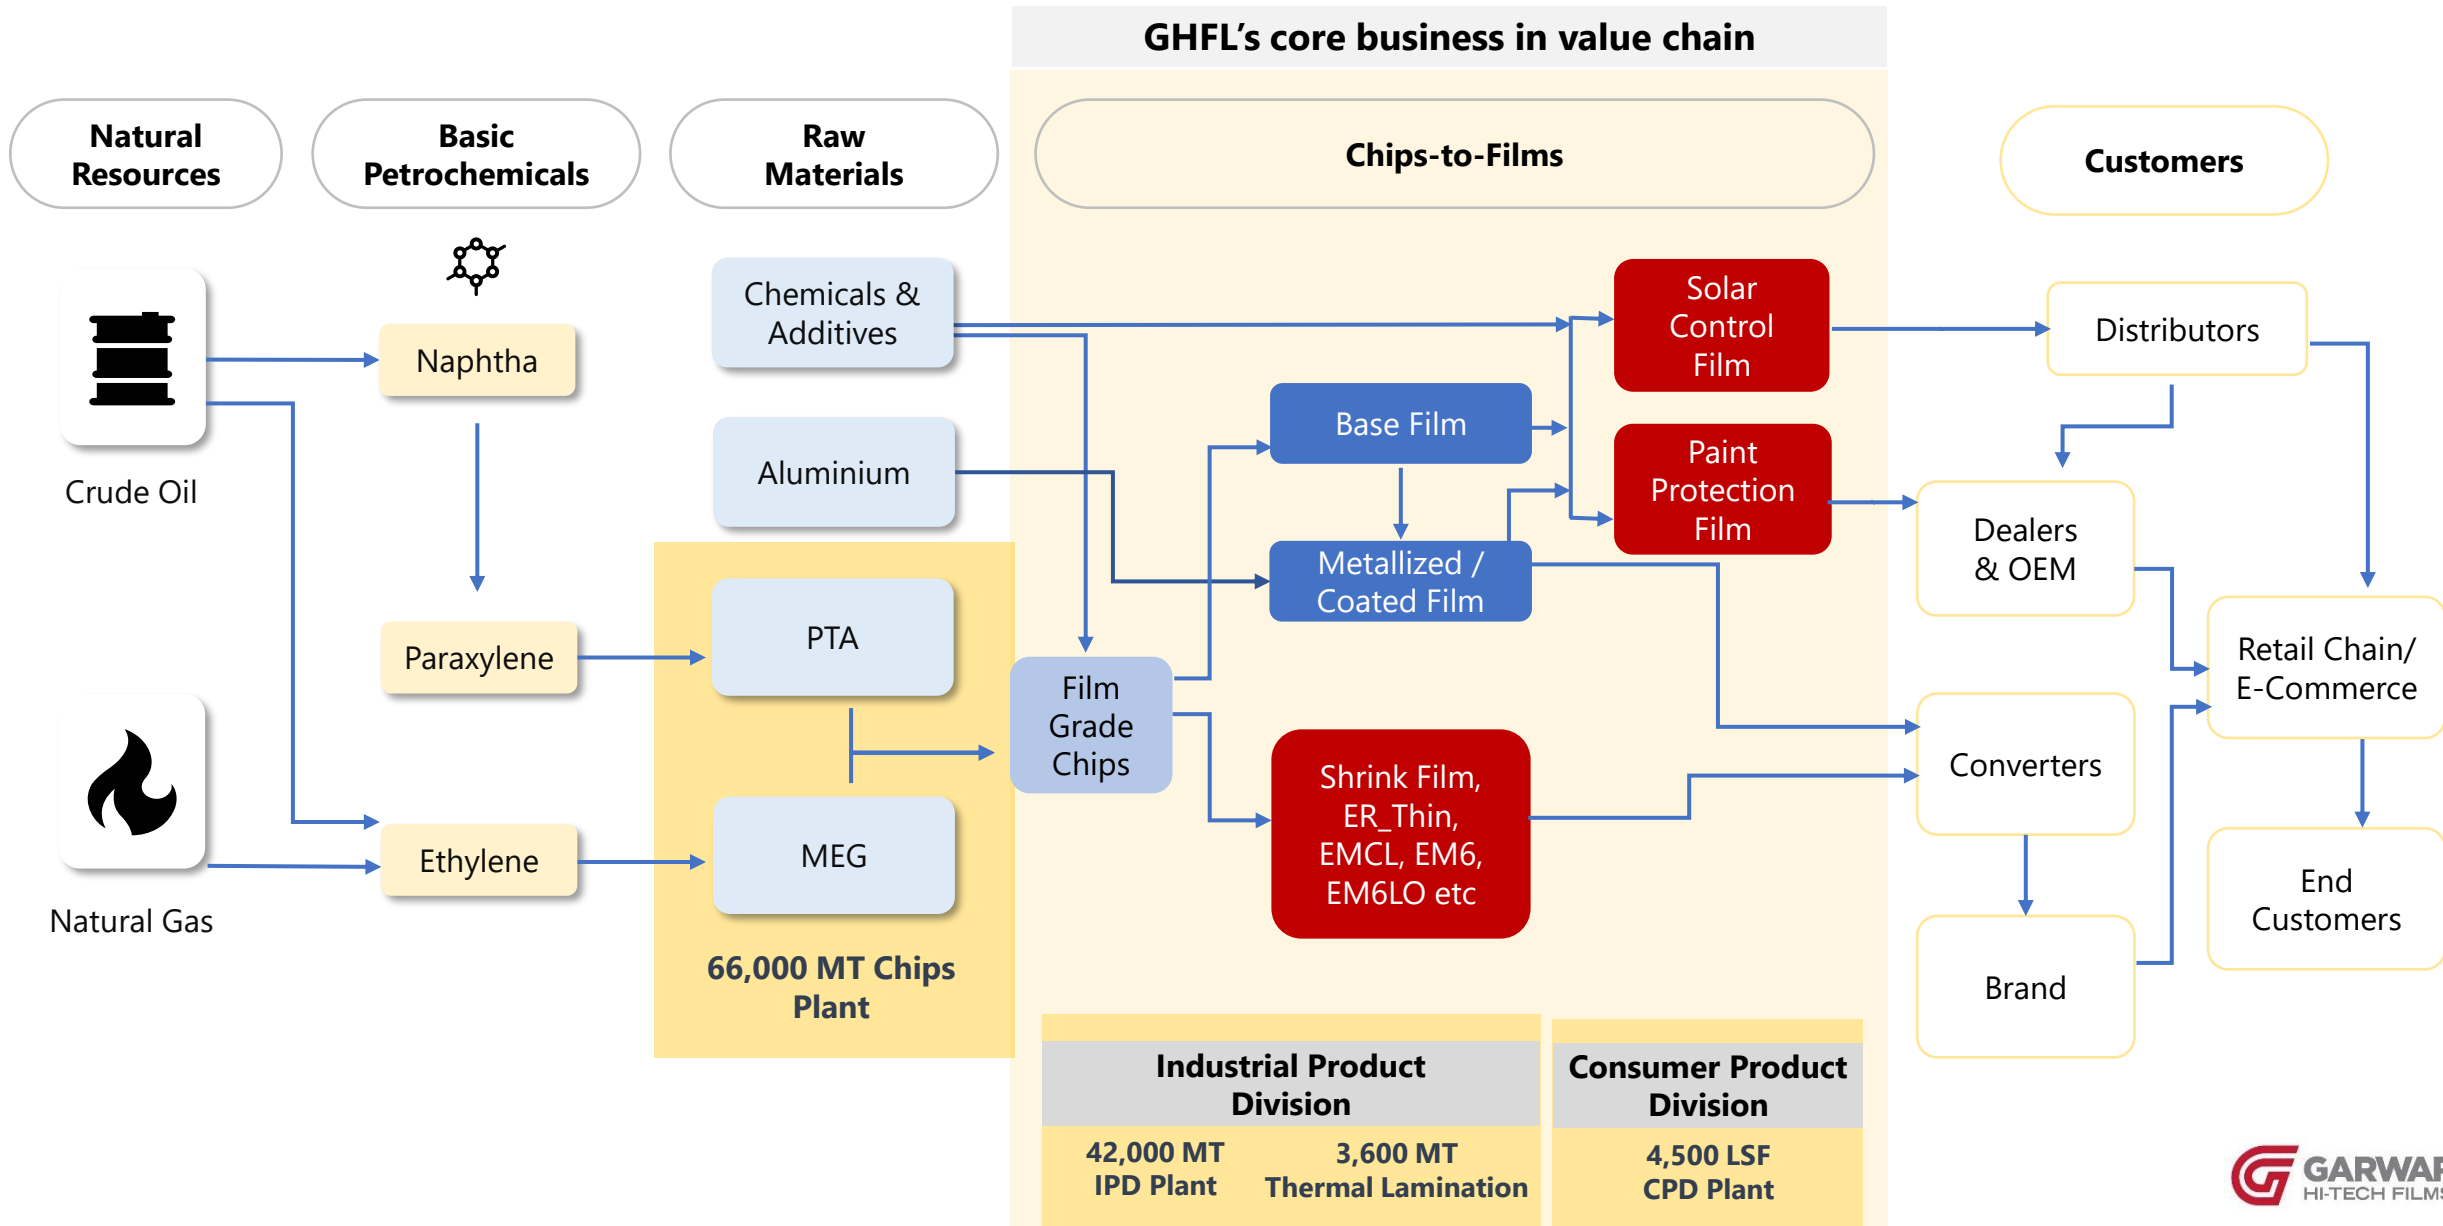 GHFL's core business in value chain
Natural
Resources
Basic
Petrochemicals
Raw
Materials
Chips-to-Films
Customers
Crude Oil
Natural Gas
Naphtha
Paraxylene
Ethylene
Chemicals &
Additives
Aluminium
PTA
MEG
66,000 MT Chips
Plant
Film
Grade
Chips
Base Film
Metallized /
Coated Film
Shrink Film,
ER_Thin,
EMCL, EM6,
EM6LO etc
Solar
Control
Film
Paint
Protection
Film
Distributors
Dealers
& OEM
Converters
Brand
Retail Chain/
E-Commerce
End
Customers
Industrial Product
Division
42,000 MT
IPD Plant
3,600 MT
Thermal Lamination
Consumer Product
Division
4,500 LSF
CPD Plant
GARWAR
HI-TECH FILMS